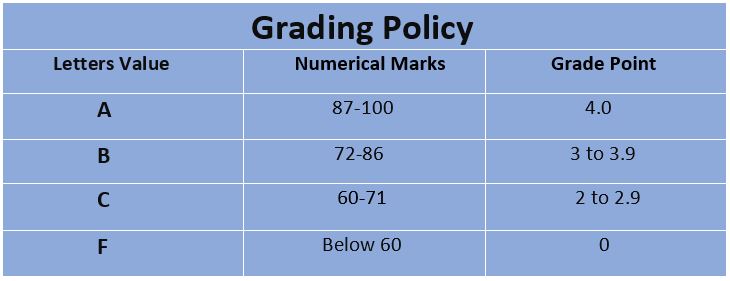 Grading Policy
Letters Value Numerical Marks Grade Point
A 87-100 4.0
B 72-86 3 to 3.9
C 60-71 2 to 2.9
F Below 60 0